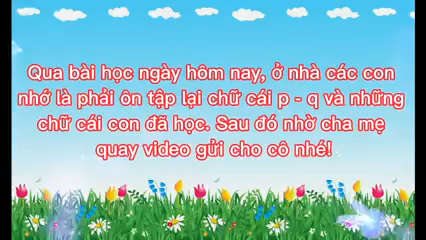 Qua bài học ngày hôm nay, ở nhà các con
nhớ là phải ôn tập lại chữ cái p - q và những
chữ cái con đã học. Sau đó nhờ cha mẹ
quay video gửi cho cô nhé!